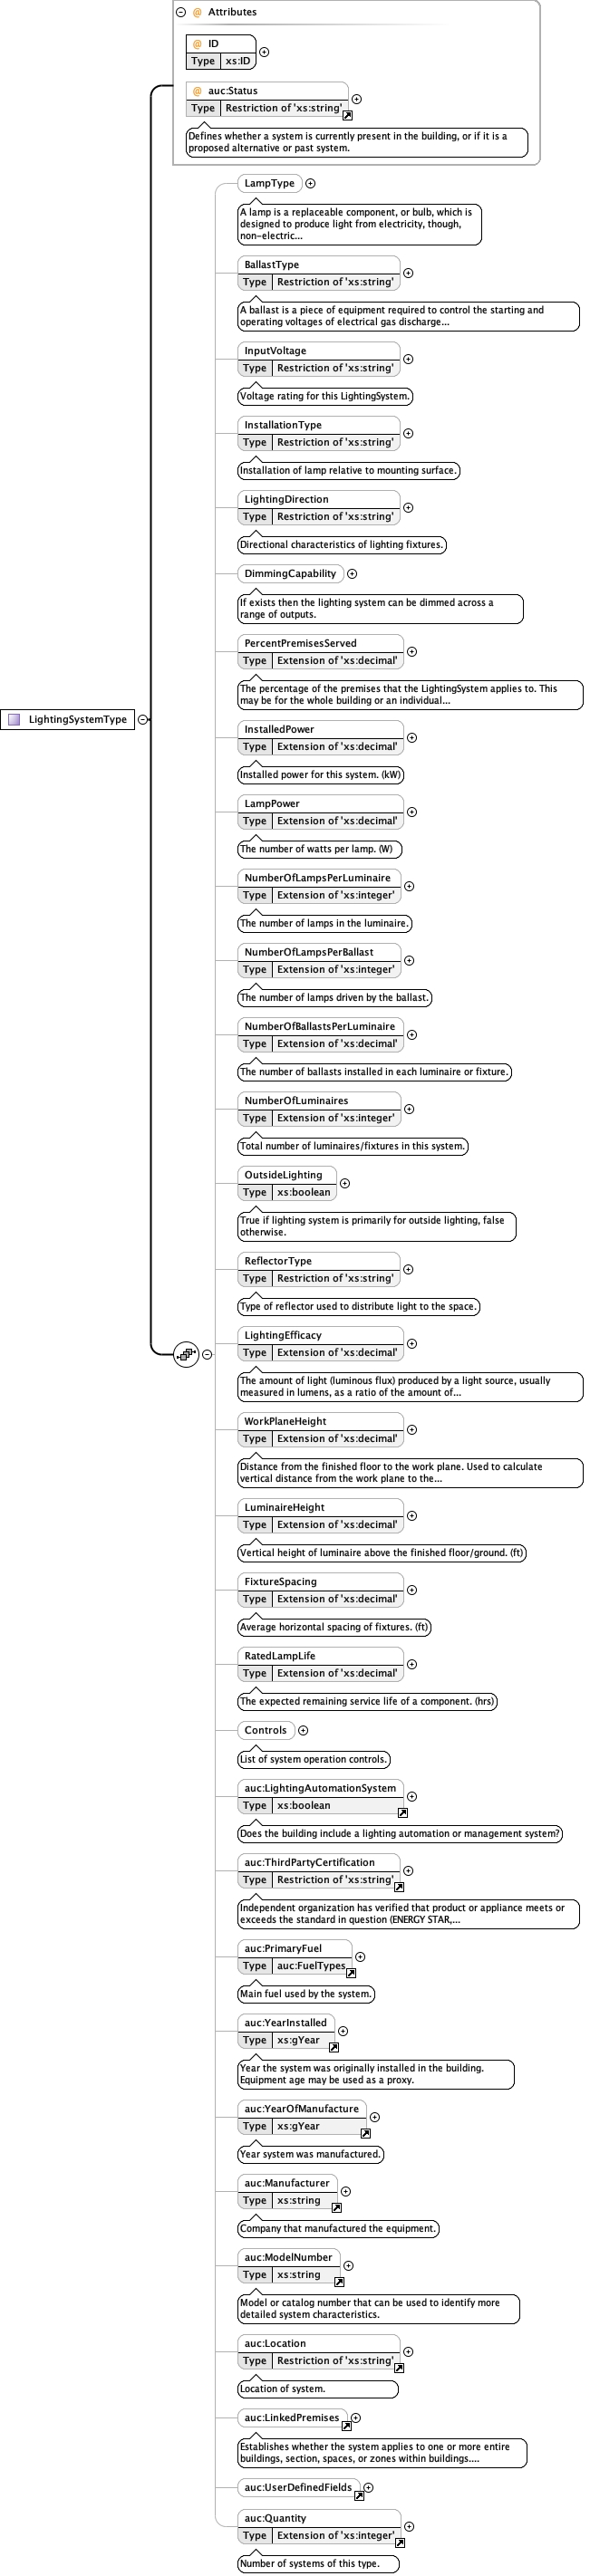 Attributes
@ ID
Type xs:ID
@ auc:Status
Type Restriction of 'xs:string'
Defines whether a system is currently present in the building, or if it is a
proposed alternative or past system.
LampType
A lamp is a replaceable component, or bulb, which is
designed to produce light from electricity, though,
non-electric...
BallastType
Type Restriction of 'xs:string'
A ballast is a piece of equipment required to control the starting and
operating voltages of electrical gas discharge...
InputVoltage
Type Restriction of 'xs:string'
Voltage rating for this LightingSystem.
InstallationType
Type Restriction of 'xs:string'
Installation of lamp relative to mounting surface.
LightingDirection
Type Restriction of 'xs:string'
Directional characteristics of lighting fixtures.
DimmingCapability
If exists then the lighting system can be dimmed across a
range of outputs.
PercentPremisesServed
Type Extension of 'xs:decimal'
The percentage of the premises that the LightingSystem applies to. This
may be for the whole building or an individual...
LightingSystemType
InstalledPower
Type Extension of 'xs:decimal'
Installed power for this system. (kW)
LampPower
Type Extension of 'xs:decimal'
The number of watts per lamp. (W)
NumberOfLampsPerLuminaire
Type Extension of 'xs:integer'
The number of lamps in the luminaire.
NumberOfLampsPerBallast
Type Extension of 'xs:integer'
The number of lamps driven by the ballast.
NumberOfBallastsPerLuminaire
Type Extension of 'xs:decimal'
The number of ballasts installed in each luminaire or fixture.
NumberOfLuminaires
Type Extension of 'xs:integer'
Total number of luminaires/fixtures in this system.
OutsideLighting
Type xs:boolean
True if lighting system is primarily for outside lighting, false
otherwise.
ReflectorType
Type Restriction of 'xs:string'
Type of reflector used to distribute light to the space.
LightingEfficacy
Type Extension of 'xs:decimal'
The amount of light (luminous flux) produced by a light source, usually
measured in lumens, as a ratio of the amount of...
WorkPlaneHeight
Type Extension of 'xs:decimal'
Distance from the finished floor to the work plane. Used to calculate
vertical distance from the work plane to the...
LuminaireHeight
Type Extension of 'xs:decimal'
Vertical height of luminaire above the finished floor/ground. (ft)
FixtureSpacing
Type Extension of 'xs:decimal'
Average horizontal spacing of fixtures. (ft)
RatedLampLife
Type Extension of 'xs:decimal'
The expected remaining service life of a component. (hrs)
Controls
List of system operation controls.
auc:LightingAutomationSystem
Type xs:boolean
Does the building include a lighting automation or management system?
auc:ThirdPartyCertification
Type Restriction of 'xs:string'
Independent organization has verified that product or appliance meets or
exceeds the standard in question (ENERGY STAR,...
auc:PrimaryFuel
Type auc:FuelTypes
Main fuel used by the system.
auc:YearInstalled
Type xs:gYear
Year the system was originally installed in the building.
Equipment age may be used as a proxy.
auc:YearOfManufacture
Type xs:gYear
Year system was manufactured.
auc:Manufacturer
Type xs:string
Company that manufactured the equipment.
auc:ModelNumber
Type xs:string
Model or catalog number that can be used to identify more
detailed system characteristics.
auc:Location
Type Restriction of 'xs:string'
Location of system.
auc:LinkedPremises
Establishes whether the system applies to one or more entire
buildings, section, spaces, or zones within buildings....
auc:UserDefinedFields
auc:Quantity
Type Extension of 'xs:integer'
Number of systems of this type.